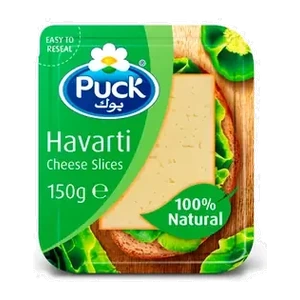 EASY TO
RESEAL
Puck
بوك
Havarti
Cheese Slices
150g e
100%
Natural